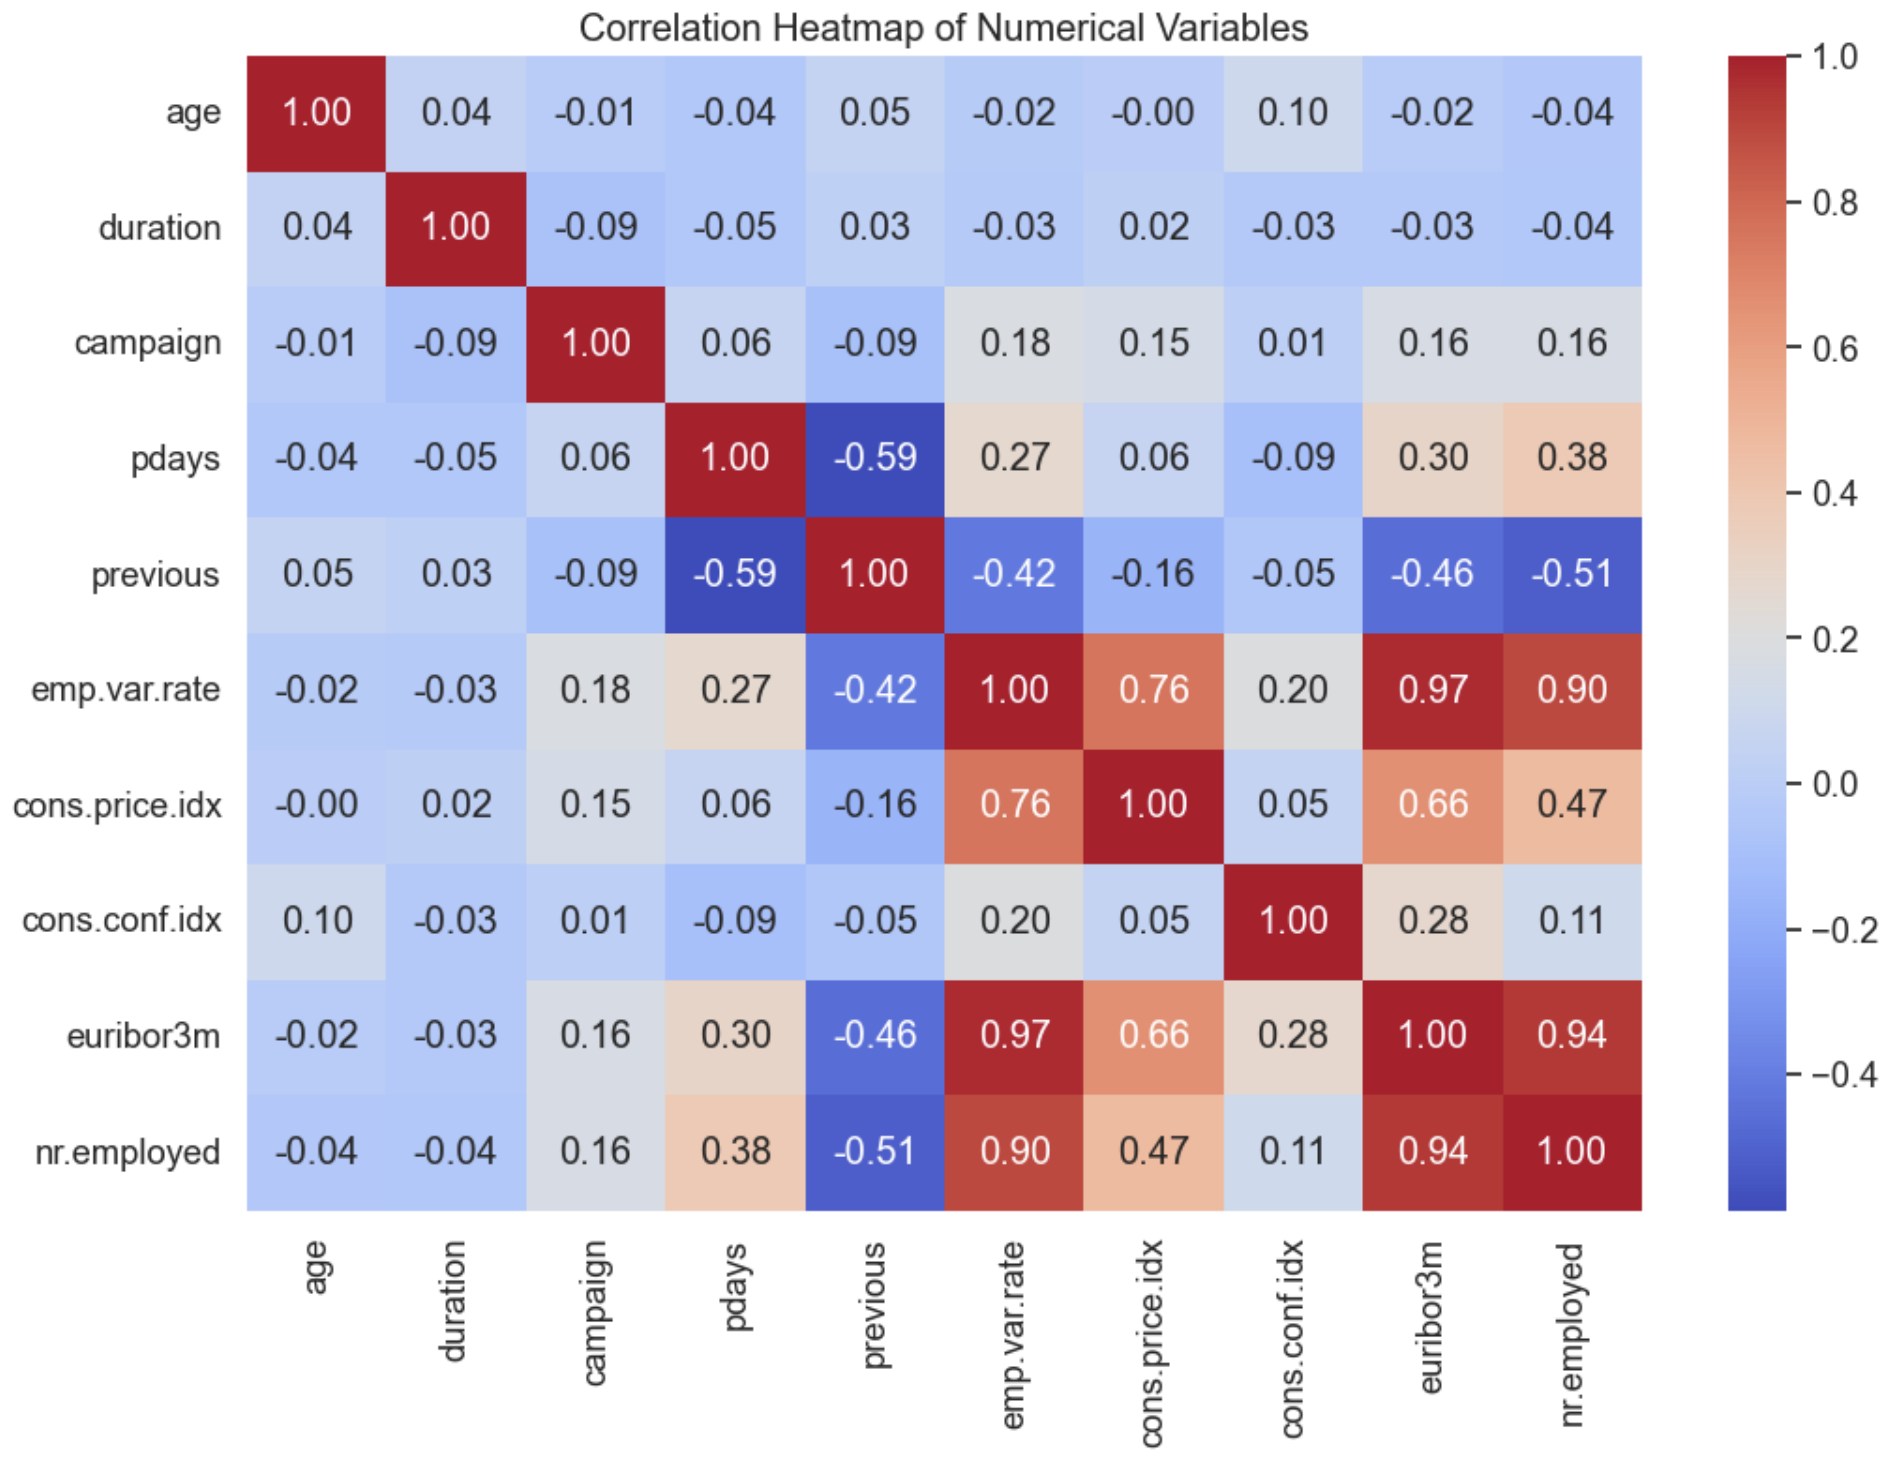 Correlation Heatmap of Numerical Variables
age 1.00 0.04 -0.01 -0.04 0.05 -0.02 -0.00 0.10 -0.02 -0.04
duration 0.04 1.00 -0.09 -0.05 0.03 -0.03 0.02 -0.03 -0.03 -0.04
campaign -0.01 -0.09 1.00 0.06 -0.09 0.18 0.15 0.01 0.16 0.16
pdays -0.04 -0.05 0.06 1.00 -0.59 0.27 0.06 -0.09 0.30 0.38
previous 0.05 0.03 -0.09 -0.59 1.00 -0.42 -0.16 -0.05 -0.46 -0.51
emp.var.rate -0.02 -0.03 0.18 0.27 -0.42 1.00 0.76 0.20 0.97 0.90
cons.price.idx -0.00 0.02 0.15 0.06 -0.16 0.76 1.00 0.05 0.66 0.47
cons.conf.idx 0.10 -0.03 0.01 -0.09 -0.05 0.20 0.05 1.00 0.28 0.11
euribor3m -0.02 -0.03 0.16 0.30 -0.46 0.97 0.66 0.28 1.00 0.94
nr.employed -0.04 -0.04 0.16 0.38 -0.51 0.90 0.47 0.11 0.94 1.00
age duration campaign pdays previous emp.var.rate cons.price.idx cons.conf.idx euribor3m nr.employed
1.0
0.8
0.6
0.4
0.2
0.0
−0.2
−0.4